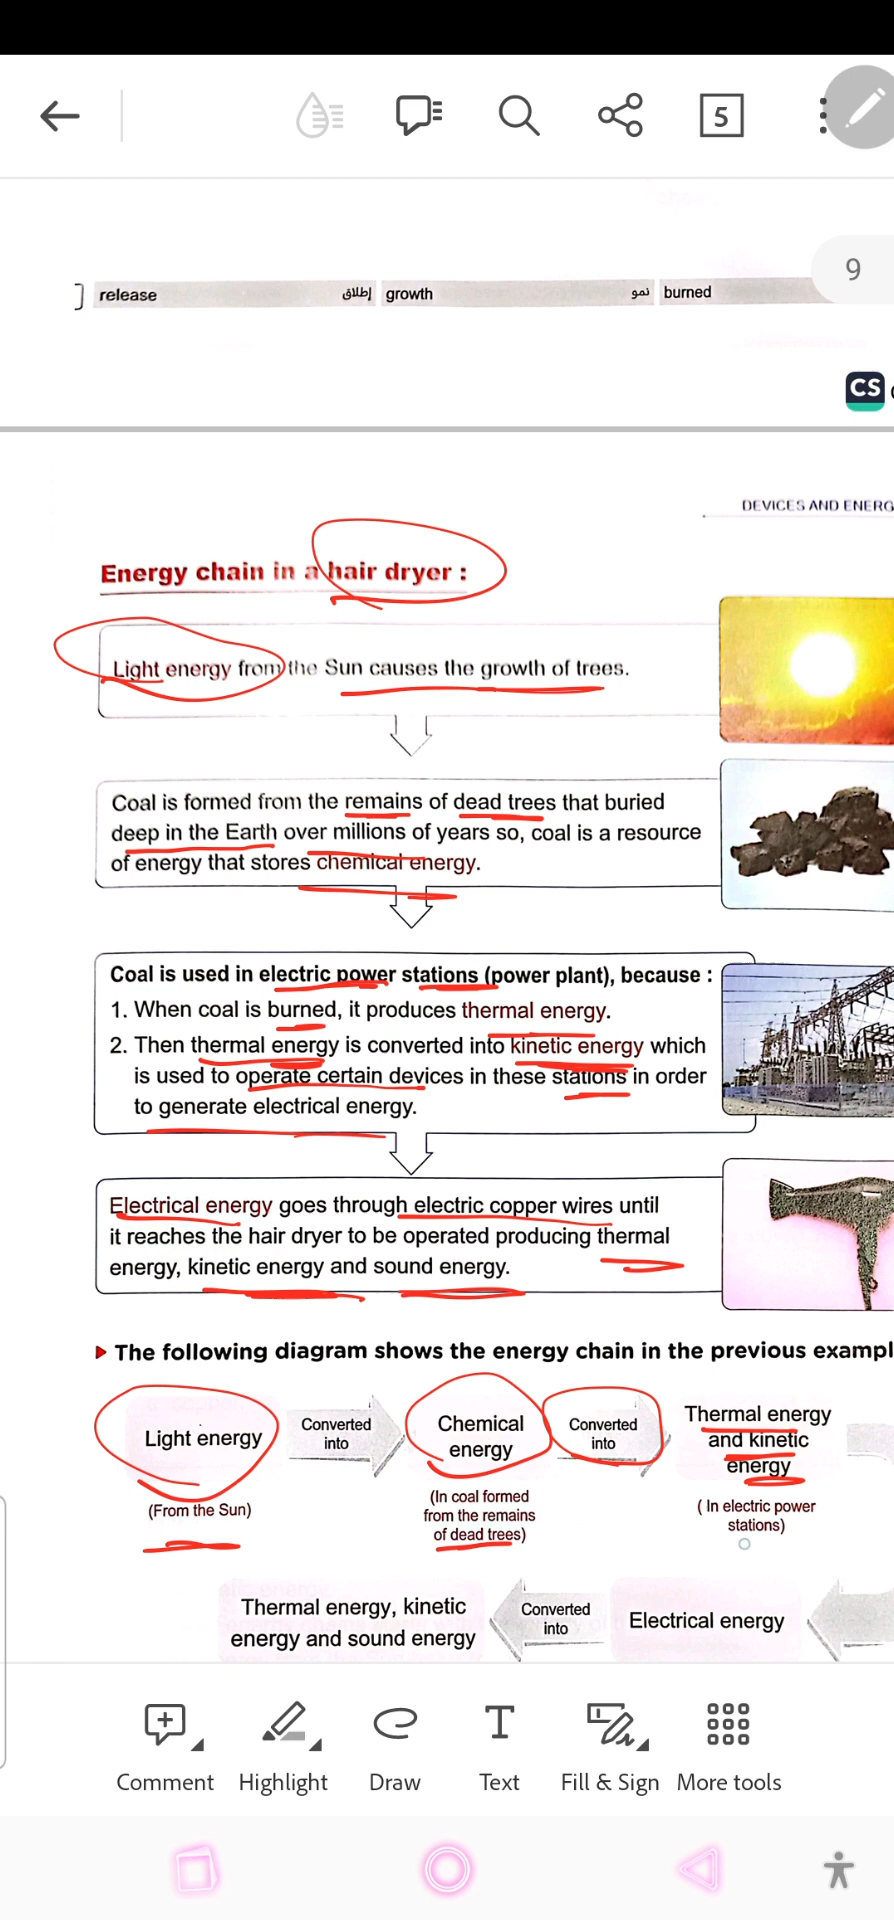 5
9
release إطلاق growth نمو burned
CS
DEVICES AND ENERG
Energy chain in a hair dryer :
Light energy from the Sun causes the growth of trees.
Coal is formed from the remains of dead trees that buried
deep in the Earth over millions of years so, coal is a resource
of energy that stores chemical energy.
Coal is used in electric power stations (power plant), because :
1. When coal is burned, it produces thermal energy.
2. Then thermal energy is converted into kinetic energy which
is used to operate certain devices in these stations in order
to generate electrical energy.
Electrical energy goes through electric copper wires until
it reaches the hair dryer to be operated producing thermal
energy, kinetic energy and sound energy.
The following diagram shows the energy chain in the previous exampl
Light energy
(From the Sun)
Converted
into
Chemical
energy
(In coal formed
from the remains
of dead trees)
Converted
into
Thermal energy
and kinetic
energy
( In electric power
stations)
Electrical energy
Converted
into
Thermal energy, kinetic
energy and sound energy
Comment Highlight Draw Text Fill & Sign More tools